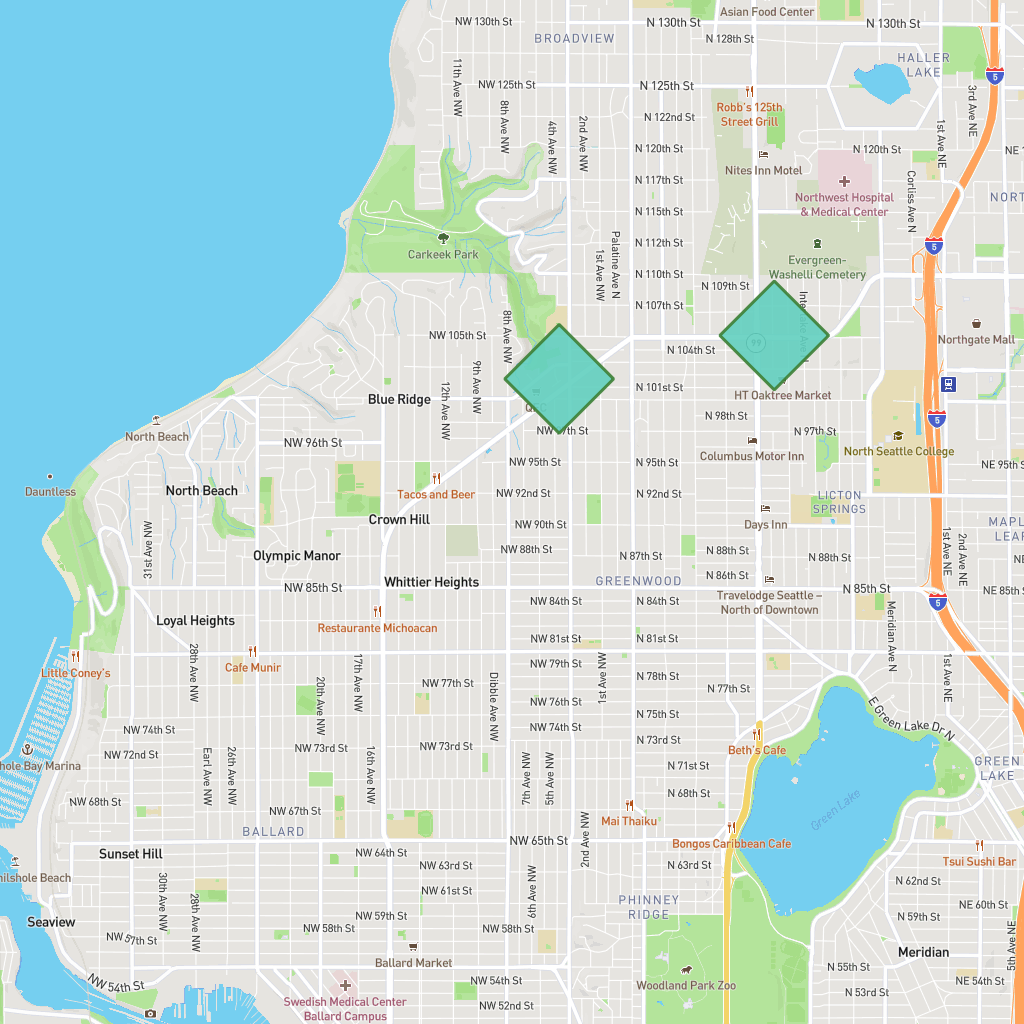 Asian Food Center
NW 130th St
N 130th St
N 130th St
BROADVIEW
N 128th St
HALLER
LAKE
11th Ave NW
NW 125th St
N 125th St
3rd Ave NE
5
8th Ave NW
4th Ave NW
2nd Ave NW
Robb's 125th
Street Grill
N 122nd St
1st Ave NE
N 120th St
N 120th St
Nites Inn Motel
N 117th St
Corliss Ave N
Northwest Hospital
& Medical Center
N 115th St
Palatine Ave N
1st Ave NW
N 112th St
5
Carkeek Park
Evergreen-
Washelli Cemetery
N 110th St
N 109th St
N 107th St
8th Ave NW
NW 105th St
N 104th St
Northgate Mall
9th Ave NW
12th Ave NW
Blue Ridge
N 101st St
HT Oaktree Market
N 98th St
5
North Beach
NW 96th St
N 97th St
Columbus Motor Inn
North Seattle College
NW 95th St
N 95th St
NE 95th St
Dauntless
North Beach
Tacos and Beer
NW 92nd St
N 92nd St
LICTON
SPRINGS
Crown Hill
NW 90th St
Days Inn
31st Ave NW
Olympic Manor
NW 88th St
N 87th St
N 88th St
N 88th St
1st Ave NE
2nd Ave NE
Whittier Heights
GREENWOOD
N 86th St
NW 85th St
N 85th St
NE 85th St
Travelodge Seattle –
North of Downtown
5
NW 84th St
N 84th St
Loyal Heights
Restaurante Michoacan
Meridian Ave N
NW 81st St
N 81st St
Little Coney's
Cafe Munir
28th Ave NW
17th Ave NW
20th Ave NW
NW 79th St
1st Ave NW
N 78th St
1st Ave NE
NW 77th St
Dibble Ave NW
N 77th St
NW 76th St
N 75th St
E Green Lake Dr N
NW 74th St
NW 74th St
NW 72nd St
NW 73rd St
NW 73rd St
N 73rd St
Beth's Cafe
Earl Ave NW
26th Ave NW
16th Ave NW
7th Ave NW
5th Ave NW
N 71st St
GREEN
LAKE
NW 68th St
N 68th St
NW 67th St
Mai Thaiku
Green Lake
BALLARD
2nd Ave NW
NW 65th St
Bongos Caribbean Cafe
Sunset Hill
NW 64th St
NW 63rd St
N 63rd St
Tsui Sushi Bar
30th Ave NW
28th Ave NW
NW 61st St
6th Ave NW
N 62nd St
PHINNEY
RIDGE
NE 60th St
Seaview
NW 59th St
N 59th St
NW 58th St
NW 58th St
NW 57th St
5th Ave NE
Ballard Market
Meridian
N 55th St
NW 54th St
NW 54th St
Woodland Park Zoo
NE 54th St
N 53rd St
Swedish Medical Center
Ballard Campus
NW 52nd St
N 52nd St